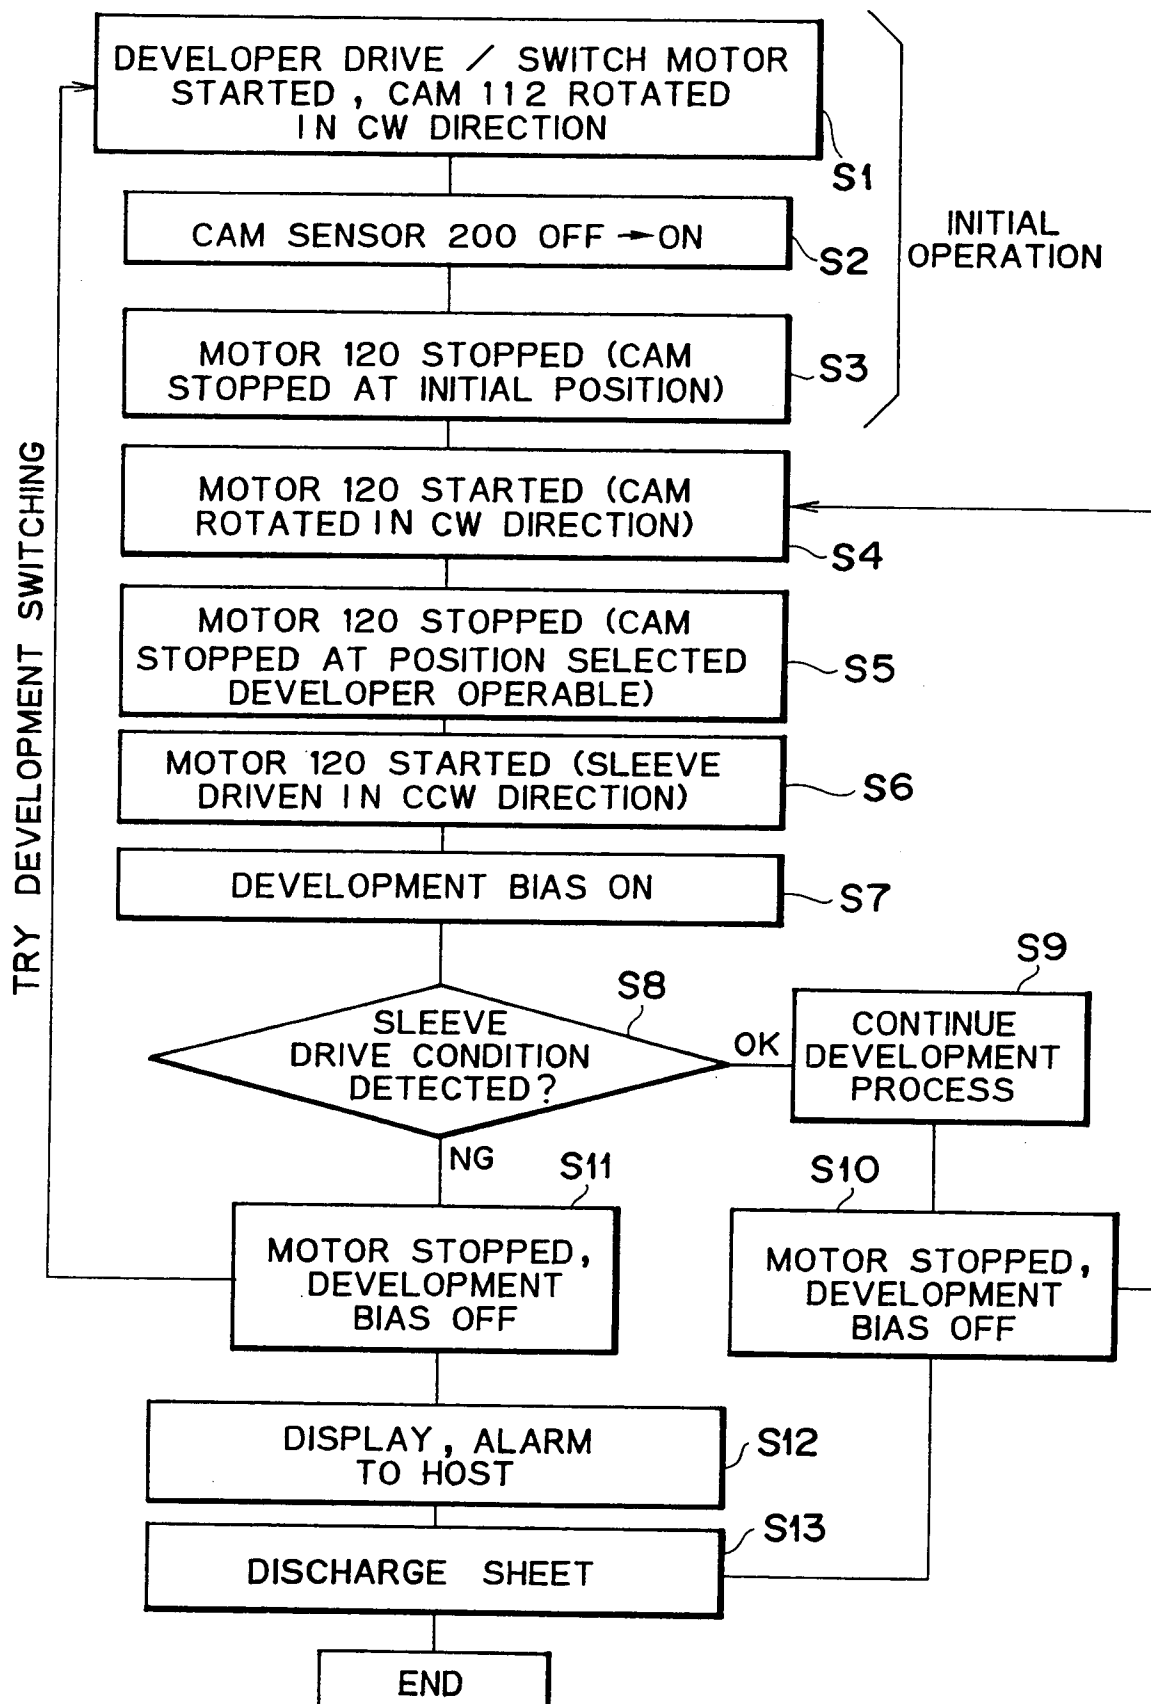 DEVELOPER DRIVE / SWITCH MOTOR
STARTED, CAM 112 ROTATED
IN CW DIRECTION
S1
CAM SENSOR 200 OFF → ON
S2
INITIAL
OPERATION
MOTOR 120 STOPPED (CAM
STOPPED AT INITIAL POSITION)
S3
MOTOR 120 STARTED (CAM
ROTATED IN CW DIRECTION)
S4
MOTOR 120 STOPPED (CAM
STOPPED AT POSITION SELECTED
DEVELOPER OPERABLE)
S5
MOTOR 120 STARTED (SLEEVE
DRIVEN IN CCW DIRECTION)
S6
DEVELOPMENT BIAS ON
S7
TRY DEVELOPMENT SWITCHING
SLEEVE
DRIVE CONDITION
DETECTED?
S8
OK
NG
S9
CONTINUE
DEVELOPMENT
PROCESS
S10
MOTOR STOPPED,
DEVELOPMENT
BIAS OFF
S11
MOTOR STOPPED,
DEVELOPMENT
BIAS OFF
DISPLAY, ALARM
TO HOST
S12
DISCHARGE SHEET
S13
END